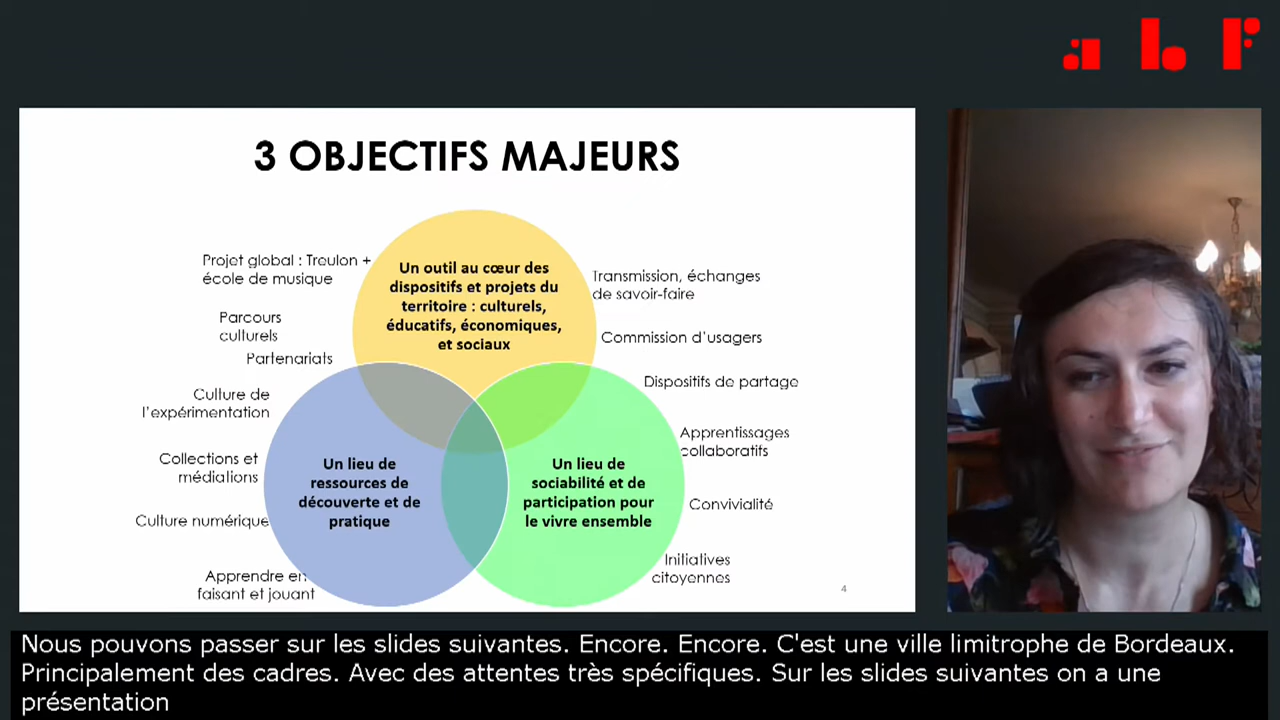 abf
3 OBJECTIFS MAJEURS
Projet global : Treulon +
école de musique
Parcours
culturels
Partenariats
Culture de
l'expérimentation
Collections et
médiations
Culture numérique
Apprendre en
faisant et jouant
Un outil au cœur des
dispositifs et projets du
territoire : culturels,
éducatifs, économiques,
et sociaux
Un lieu de
ressources de
découverte et de
pratique
Un lieu de
sociabilité et de
participation pour
le vivre ensemble
Transmission, échanges
de savoir-faire
Commission d'usagers
Dispositifs de partage
Apprentissages
collaboratifs
Convivialité
Initiatives
citoyennes
4
Nous pouvons passer sur les slides suivantes. Encore. Encore. C'est une ville limitrophe de Bordeaux.
Principalement des cadres. Avec des attentes très spécifiques. Sur les slides suivantes on a une
présentation